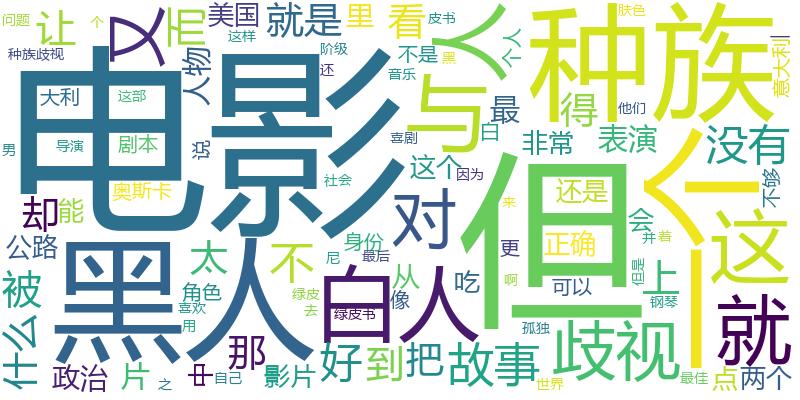 问题
个
种族歧视
这样
让
又
而
美国
就是
里
看
皮书
阶级
还
不是
音乐
黑
人
个人
肤色
种族
意大利
电影
大利
这部
人物
男
导演
剧本
说
奥斯卡
喜剧
与
白
最
得
他们
非常
表演
没有
这个
因为
社会
却
能
对
但
来
还是
个
不够
这
公路
太
不
身份
尼
最后
从
更
正确
会
并
着
被
黑人
角色
喜欢
用
绿皮
去
绿皮书
白人
像
吃
啊
可以
但是
上
钢琴
就
什么
那
孤独
歧视
政治
片
之
中
自己
影片
好
到
把
故事
世界
最佳
点
两个